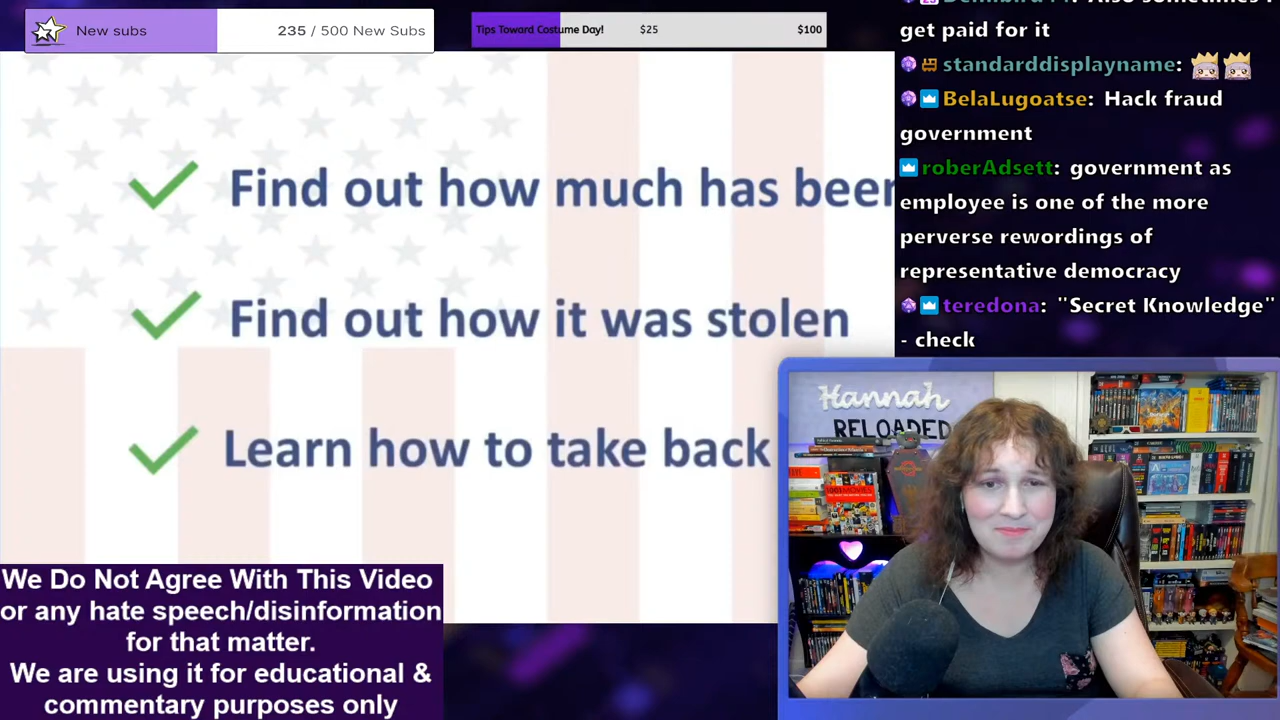 New subs
235 / 500 New Subs
Tips Toward Costume Day!
$25
$100
get paid for it
standarddisplayname:
BelaLugoatse: Hack fraud
government
roberAdsett: government as
employee is one of the more
perverse rewordings of
representative democracy
teredona: "Secret Knowledge"
- check
Find out how much has been
Find out how it was stolen
Learn how to take back
Hannah
RELOADED
We Do Not Agree With This Video
or any hate speech/disinformation
for that matter.
We are using it for educational &
commentary purposes only